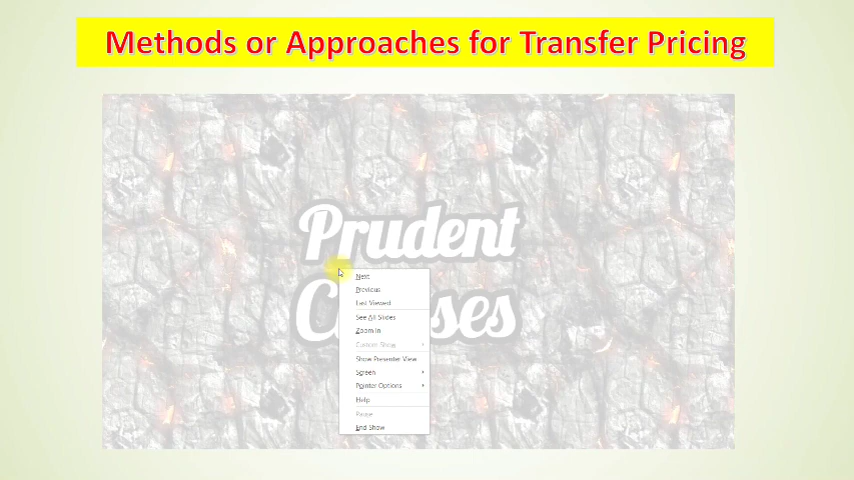 Methods or Approaches for Transfer Pricing
Prudent
Next
Previous
Last Viewed
See All Slides
Zoom In
Custom Show
Show Presenter View
Screen
Pointer Options
Help
Pause
End Show